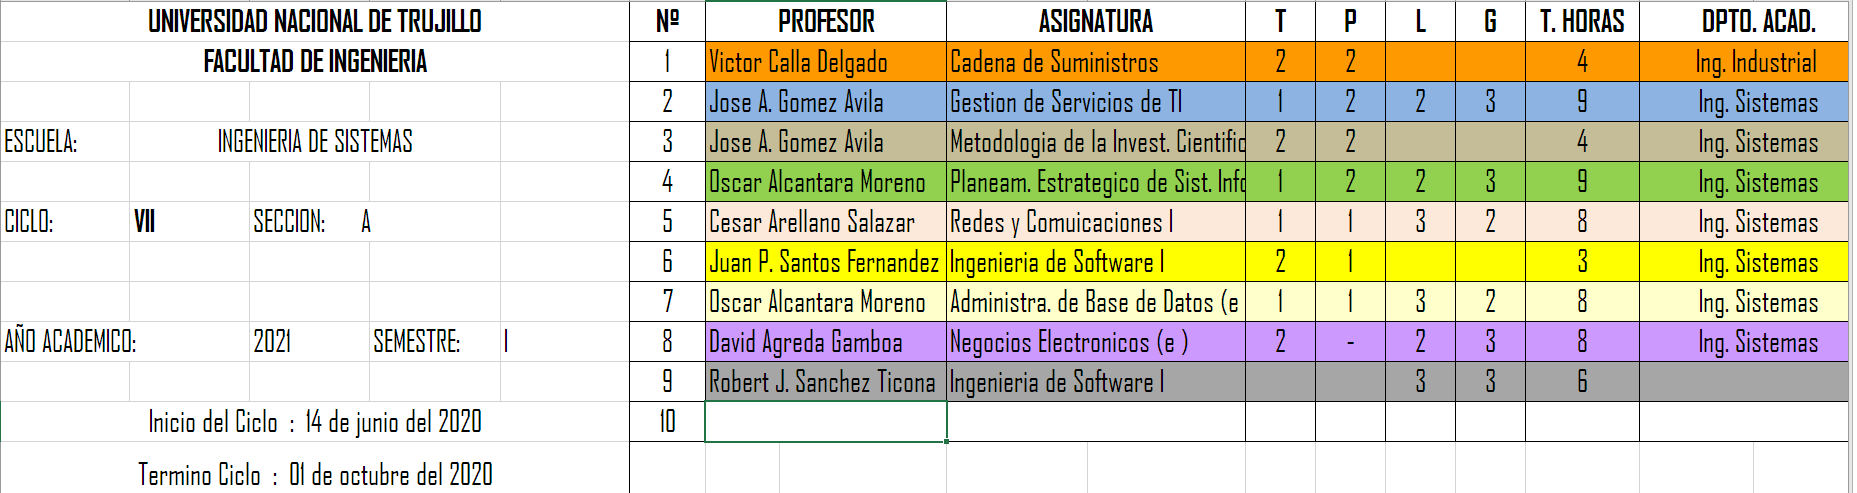 UNIVERSIDAD NACIONAL DE TRUJILLO
FACULTAD DE INGENIERIA
ESCUELA: INGENIERIA DE SISTEMAS
CICLO: VII SECCION: A
AÑO ACADEMICO: 2021 SEMESTRE: I
Inicio del Ciclo : 14 de junio del 2020
Termino Ciclo : 01 de octubre del 2020
Nº PROFESOR ASIGNATURA T P L G T. HORAS DPTO. ACAD.
1 Victor Calla Delgado Cadena de Suministros 2 2 4 Ing. Industrial
2 Jose A. Gomez Avila Gestion de Servicios de TI 1 2 2 3 9 Ing. Sistemas
3 Jose A. Gomez Avila Metodologia de la Invest. Cientific 2 2 4 Ing. Sistemas
4 Oscar Alcantara Moreno Planeam. Estrategico de Sist. Info 1 2 2 3 9 Ing. Sistemas
5 Cesar Arellano Salazar Redes y Comuicaciones I 1 1 3 2 8 Ing. Sistemas
6 Juan P. Santos Fernandez Ingenieria de Software I 2 1 3 Ing. Sistemas
7 Oscar Alcantara Moreno Administra. de Base de Datos (e 1 1 3 2 8 Ing. Sistemas
8 David Agreda Gamboa Negocios Electronicos (e ) 2 - 2 3 8 Ing. Sistemas
9 Robert J. Sanchez Ticona Ingenieria de Software I 3 3 6
10